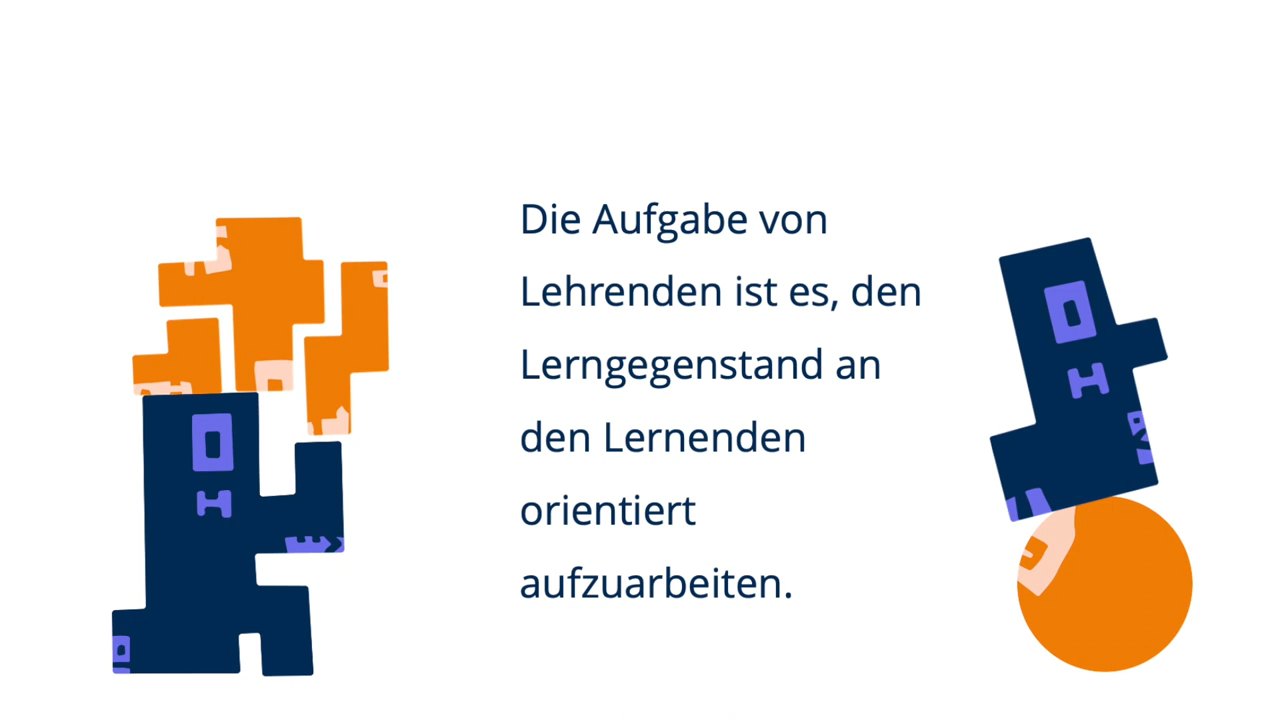 Die Aufgabe von
Lehrenden ist es, den
Lerngegenstand an
den Lernenden
orientiert
aufzuarbeiten.